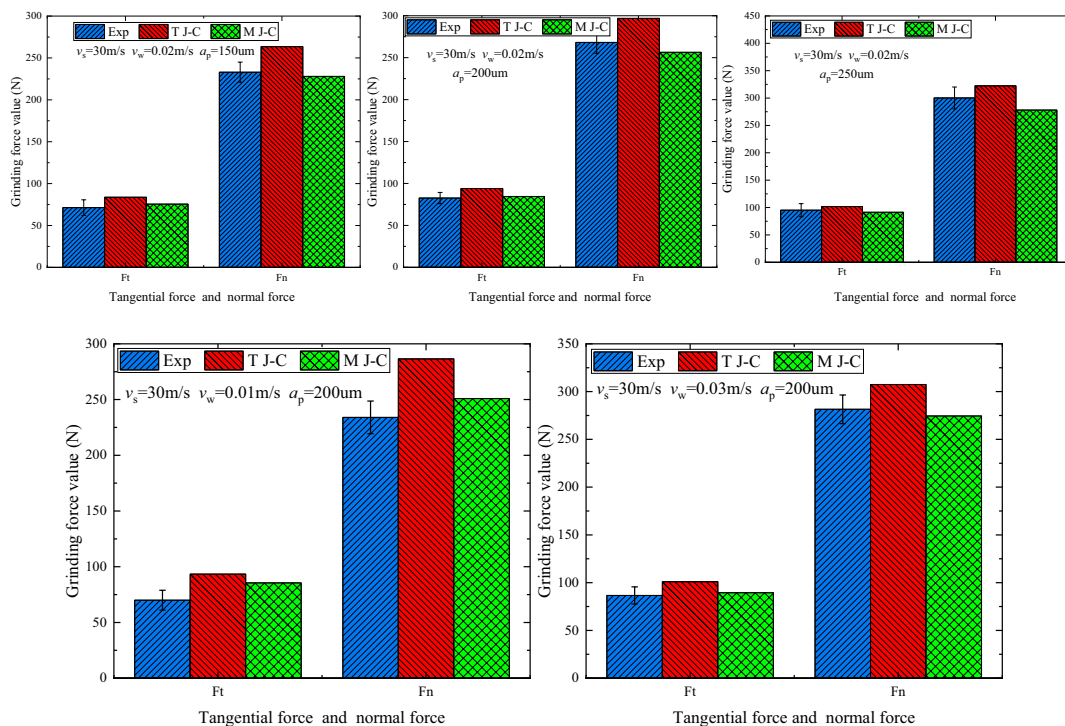 Grinding force value (N)
300
250
200
150
100
50
0
Exp T J-C M J-C
vs=30m/s vw=0.02m/s ap=150um
Ft Fn
Tangential force and normal force
Grinding force value (N)
300
250
200
150
100
50
0
Exp T J-C M J-C
vs=30m/s vw=0.02m/s
ap=200um
Ft Fn
Tangential force and normal force
Grinding force value (N)
450
400
350
300
250
200
150
100
50
0
Exp T J-C M J-C
vs=30m/s vw=0.02m/s
ap=250um
Ft Fn
Tangential force and normal force
Grinding force value (N)
300
250
200
150
100
50
0
Exp T J-C M J-C
vs=30m/s vw=0.01m/s ap=200um
Ft Fn
Tangential force and normal force
Grinding force value (N)
350
300
250
200
150
100
50
0
Exp T J-C M J-C
vs=30m/s vw=0.03m/s ap=200um
Ft Fn
Tangential force and normal force